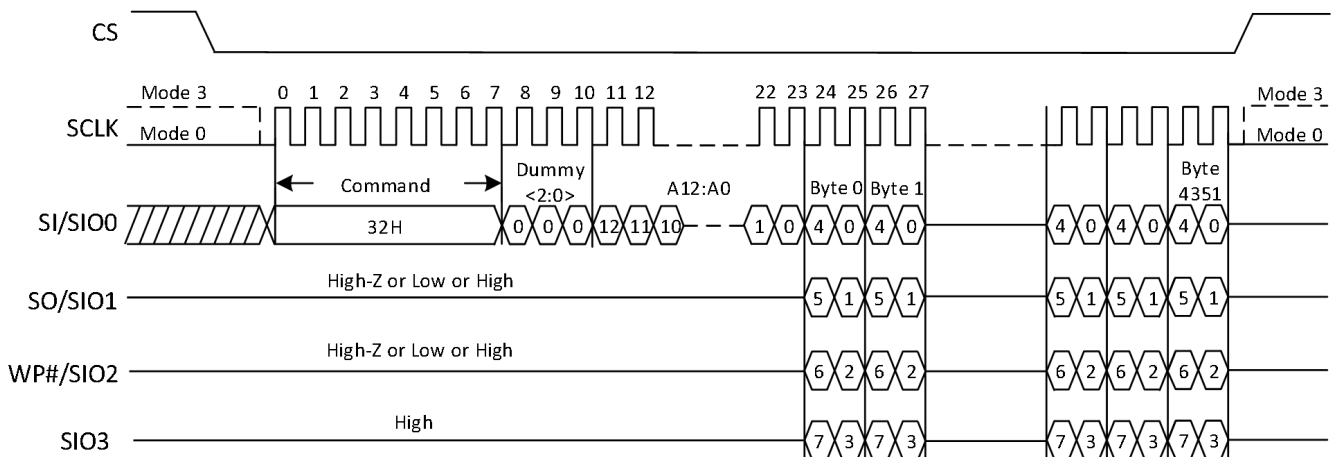 CS
Mode 3
0 1 2 3 4 5 6 7 8 9 10 11 12 22 23 24 25 26 27
Mode 3
SCLK
Mode 0
Mode 0
Command
Dummy
<2:0>
A12:A0
Byte 0
Byte 1
Byte
4351
SI/SIO0
32H
0 0 0 12 11 10 1 0 4 0 4 0 4 0 4 0 4 0
SO/SIO1
High-Z or Low or High
5 1 5 1 5 1 5 1 5 1
WP#/SIO2
High-Z or Low or High
6 2 6 2 6 2 6 2 6 2
SIO3
High
7 3 7 3 7 3 7 3 7 3